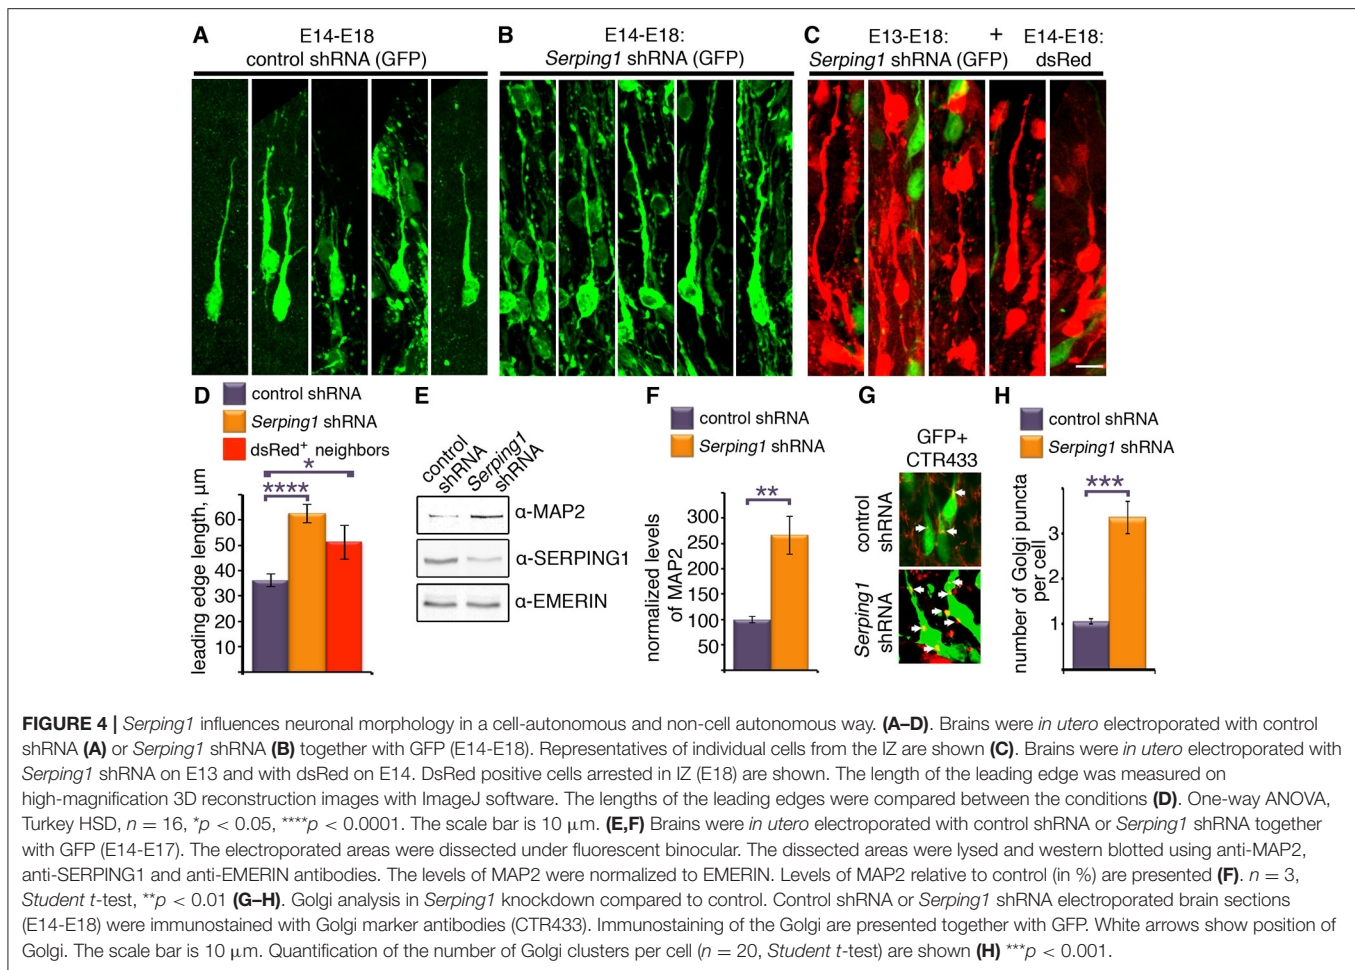 A
E14-E18
control shRNA (GFP)
B
E14-E18:
Serping1 shRNA (GFP)
C
E13-E18: + E14-E18:
Serping1 shRNA (GFP) dsRed
D
control shRNA
Serping1 shRNA
dsRed+ neighbors
*
****
leading edge length, µm
60
50
40
30
20
10
E
control
shRNA
Serping1
shRNA
α-MAP2
α-SERPING1
α-EMERIN
F
control shRNA
Serping1 shRNA
**
normalized levels
of MAP2
300
250
200
150
100
50
G
GFP+
CTR433
control
shRNA
Serping1
shRNA
H
control shRNA
Serping1 shRNA
***
number of Golgi puncta
per cell
3
2
1
FIGURE 4 | Serping1 influences neuronal morphology in a cell-autonomous and non-cell autonomous way. (A–D). Brains were in utero electroporated with control
shRNA (A) or Serping1 shRNA (B) together with GFP (E14-E18). Representatives of individual cells from the IZ are shown (C). Brains were in utero electroporated with
Serping1 shRNA on E13 and with dsRed on E14. DsRed positive cells arrested in IZ (E18) are shown. The length of the leading edge was measured on
high-magnification 3D reconstruction images with ImageJ software. The lengths of the leading edges were compared between the conditions (D). One-way ANOVA,
Turkey HSD, n = 16, *p < 0.05, ****p < 0.0001. The scale bar is 10 µm. (E,F) Brains were in utero electroporated with control shRNA or Serping1 shRNA together
with GFP (E14-E17). The electroporated areas were dissected under fluorescent binocular. The dissected areas were lysed and western blotted using anti-MAP2,
anti-SERPING1 and anti-EMERIN antibodies. The levels of MAP2 were normalized to EMERIN. Levels of MAP2 relative to control (in %) are presented (F). n = 3,
Student t-test, **p < 0.01 (G–H). Golgi analysis in Serping1 knockdown compared to control. Control shRNA or Serping1 shRNA electroporated brain sections
(E14-E18) were immunostained with Golgi marker antibodies (CTR433). Immunostaining of the Golgi are presented together with GFP. White arrows show position of
Golgi. The scale bar is 10 µm. Quantification of the number of Golgi clusters per cell (n = 20, Student t-test) are shown (H) ***p < 0.001.